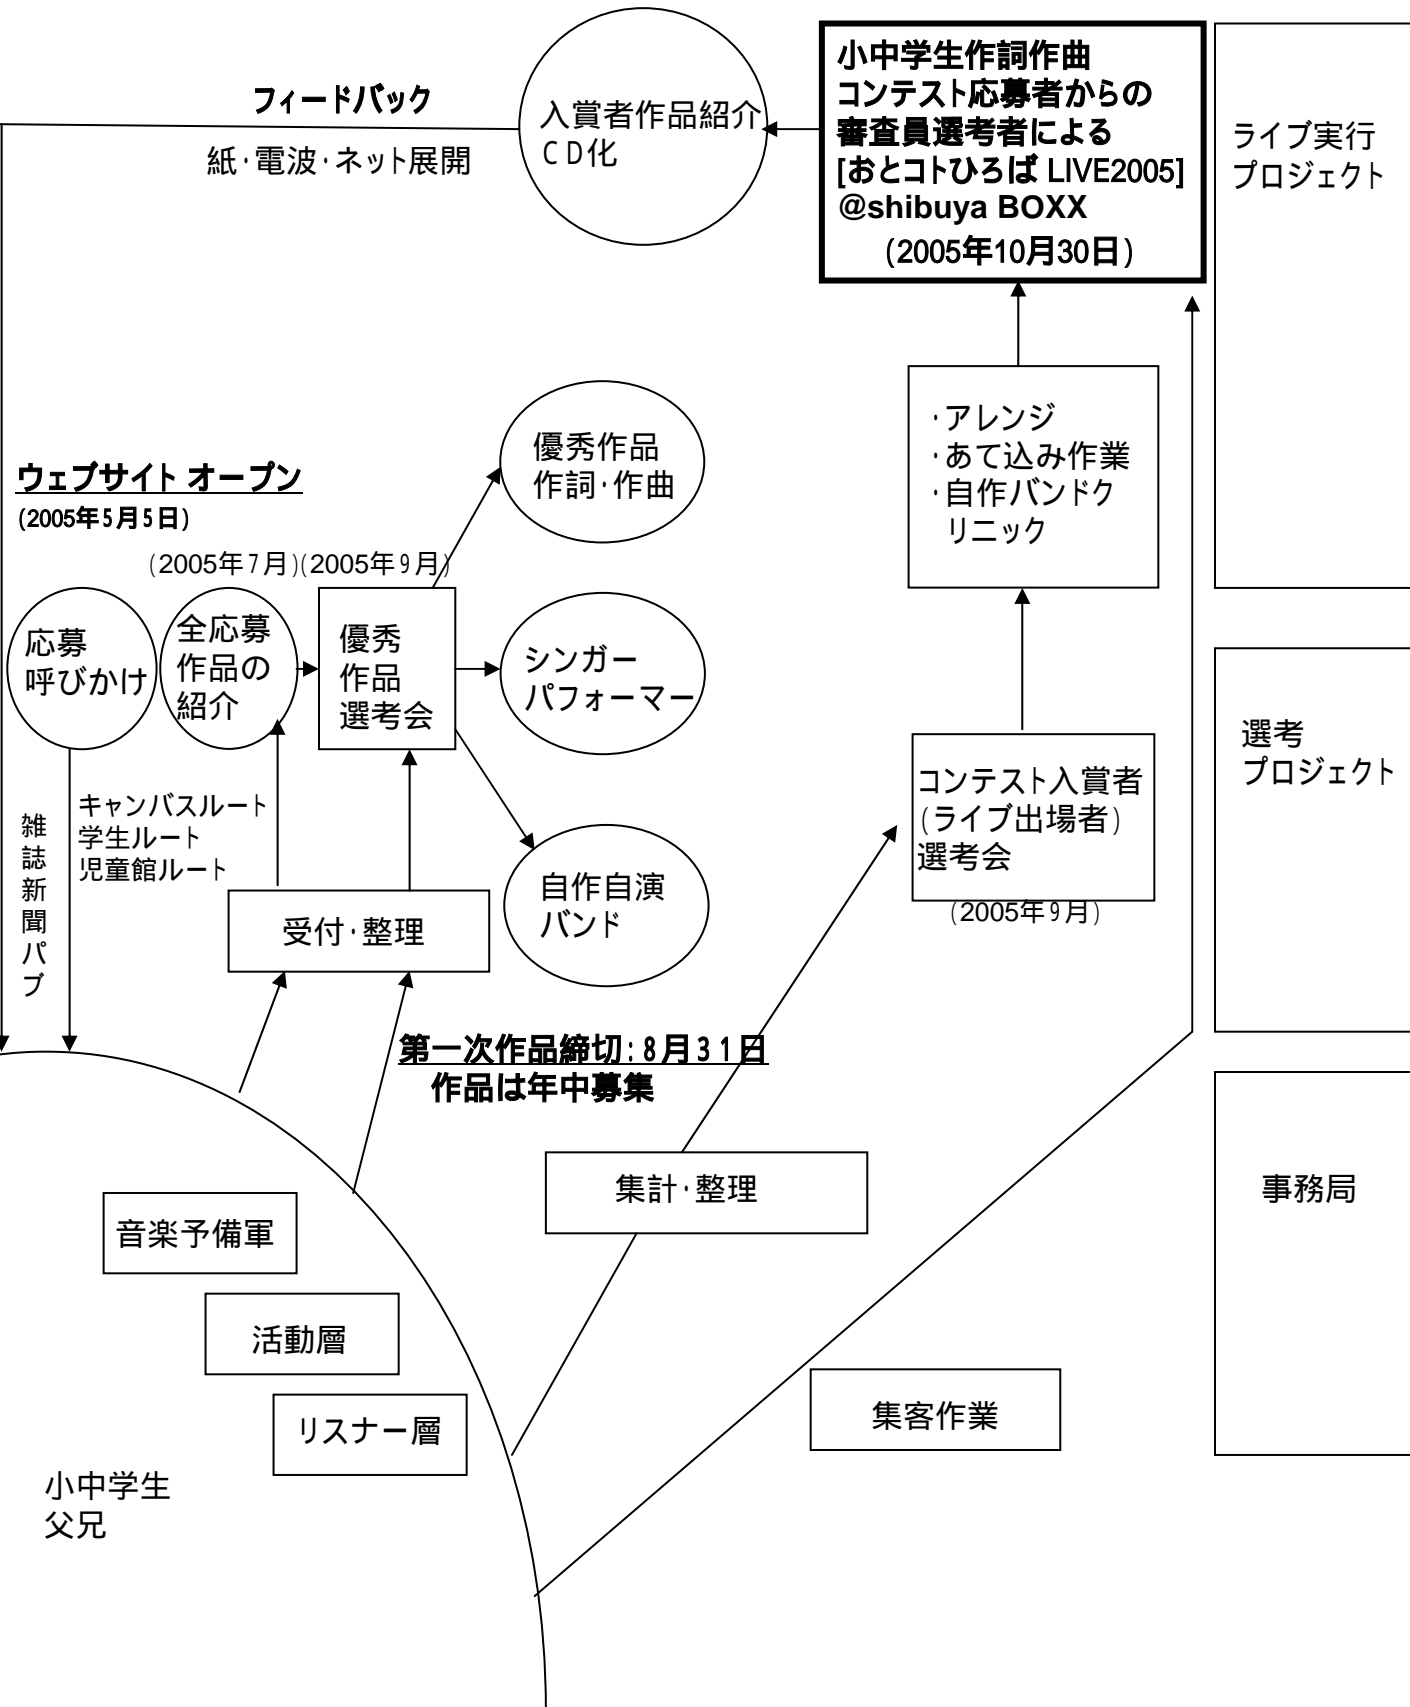 フィードバック
紙・電波・ネット展開
入賞者作品紹介
CD化
小中学生作詞作曲
コンテスト応募者からの
審査員選考者による
[おとコトひろば LIVE2005]
@shibuya BOXX
(2005年10月30日)
ライブ実行
プロジェクト
ウェブサイト オープン
(2005年5月5日)
(2005年7月)(2005年9月)
応募
呼びかけ
全応募
作品の
紹介
優秀
作品
選考会
優秀作品
作詞・作曲
シンガー
パフォーマー
自作自演
バンド
・アレンジ
・あて込み作業
・自作バンドク
リニック
コンテスト入賞者
(ライブ出場者)
選考会
(2005年9月)
選考
プロジェクト
雑誌新聞パブ
キャンバスルート
学生ルート
児童館ルート
受付・整理
第一次作品締切:8月31日
作品は年中募集
集計・整理
事務局
音楽予備軍
活動層
リスナー層
集客作業
小中学生
父兄